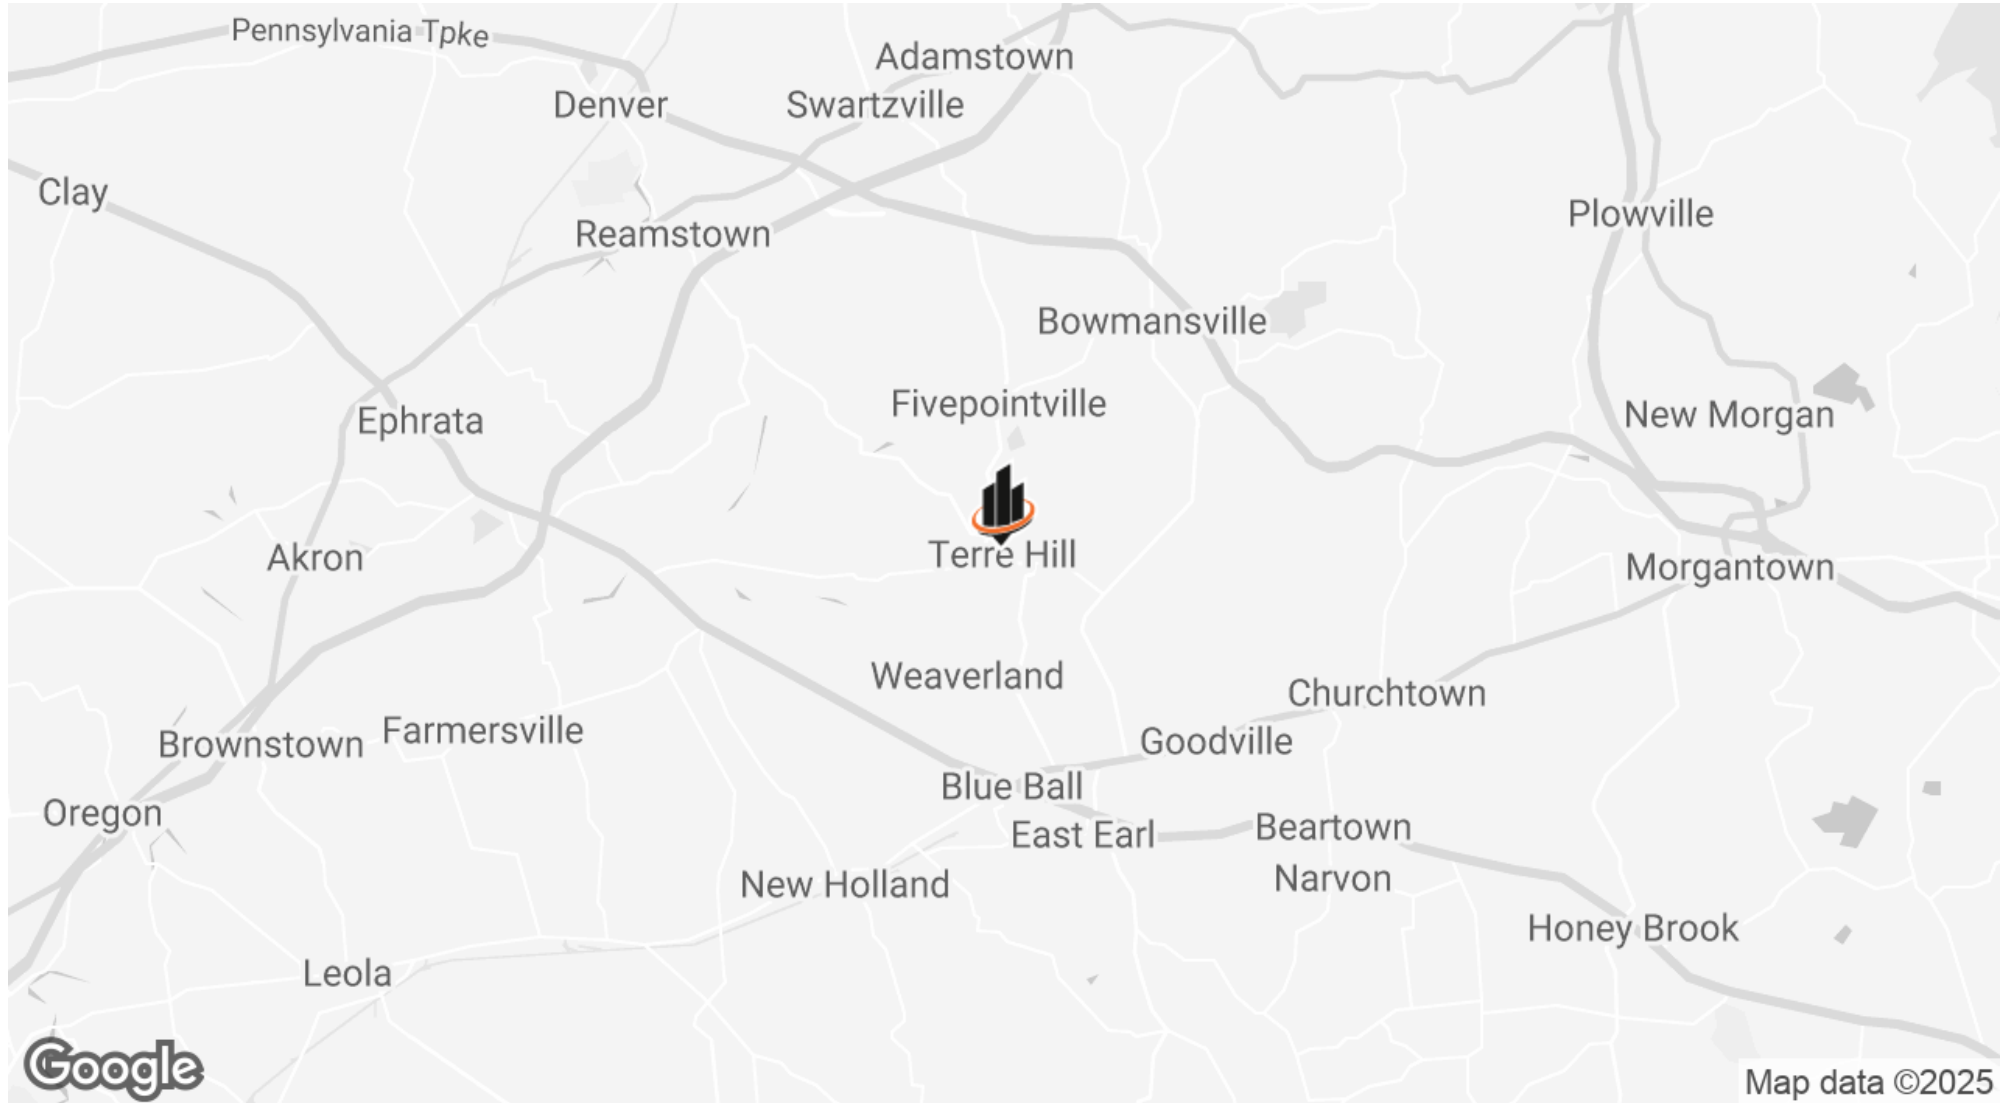 Pennsylvania Tpke
Adamstown
Denver
Swartzville
Clay
Plowville
Reamstown
Bowmansville
Fivepointville
New Morgan
Ephrata
Terre Hill
Akron
Morgantown
Weaverland
Churchtown
Farmersville
Goodville
Brownstown
Blue Ball
Oregon
Beartown
East Earl
Narvon
New Holland
Honey Brook
Leola
Google
Map data ©2025